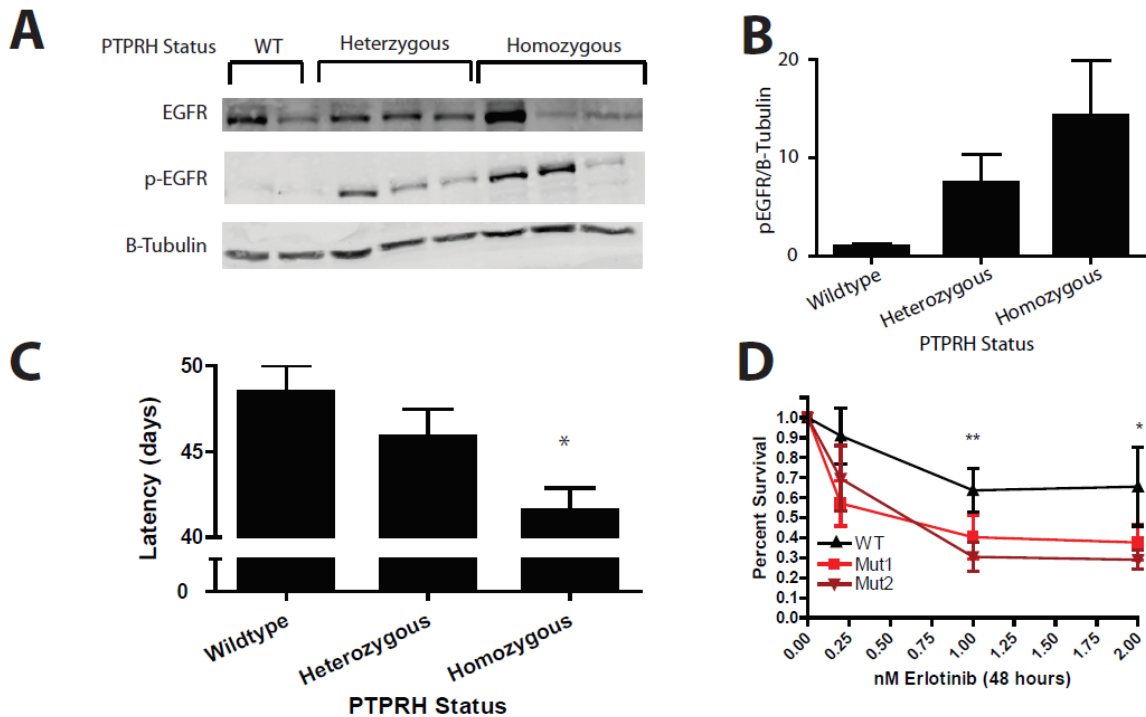 A
PTPRH Status WT Heterzygous Homozygous
EGFR
p-EGFR
B-Tubulin
B
pEGFR/B-Tubulin
20
10
0
Wildtype
Heterozygous
Homozygous
PTPRH Status
C
Latency (days)
50
45
40
0
Wildtype
Heterozygous
Homozygous
*
PTPRH Status
D
Percent Survival
1.0
0.9
0.8
0.7
0.6
0.5
0.4
0.3
0.2
0.1
0.0
** *
WT
Mut1
Mut2
0.00 0.25 0.50 0.75 1.00 1.25 1.50 1.75 2.00
nM Erlotinib (48 hours)